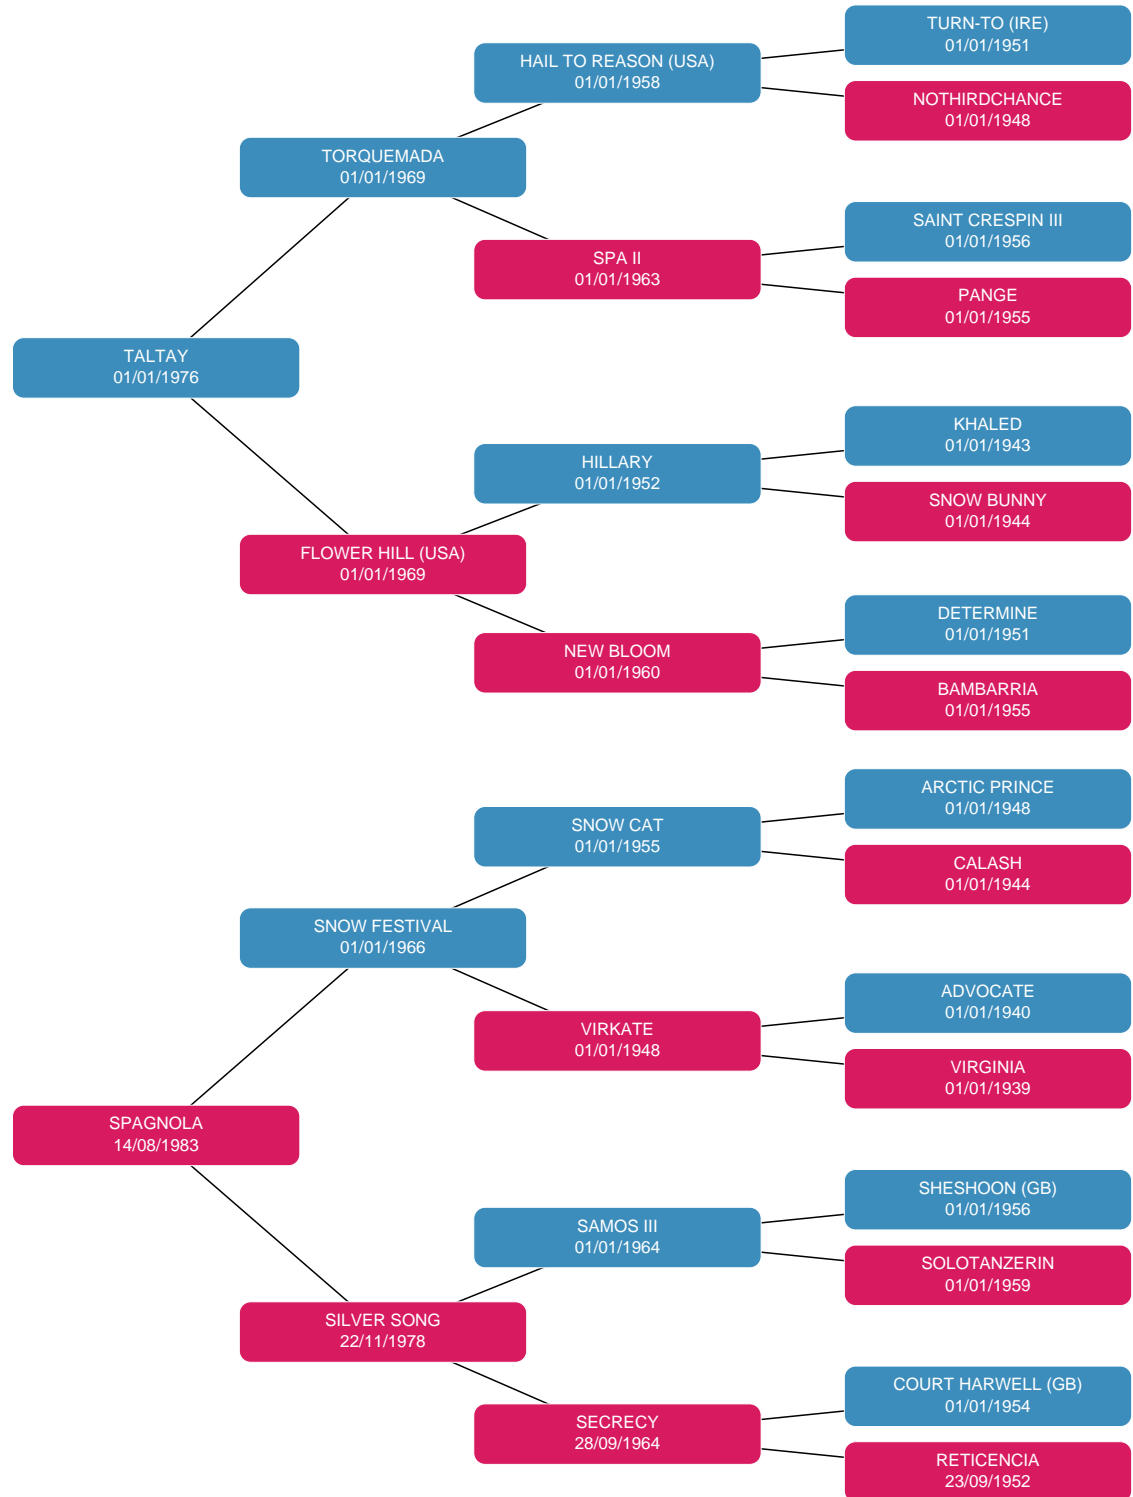 TURN-TO (IRE)
01/01/1951
HAIL TO REASON (USA)
01/01/1958
NOTHIRDCHANCE
01/01/1948
TORQUEMADA
01/01/1969
SAINT CRESPIN III
01/01/1956
SPA II
01/01/1963
PANGE
01/01/1955
TALTAY
01/01/1976
KHALED
01/01/1943
HILLARY
01/01/1952
SNOW BUNNY
01/01/1944
FLOWER HILL (USA)
01/01/1969
DETERMINE
01/01/1951
NEW BLOOM
01/01/1960
BAMBARRIA
01/01/1955
ARCTIC PRINCE
01/01/1948
SNOW CAT
01/01/1955
CALASH
01/01/1944
SNOW FESTIVAL
01/01/1966
ADVOCATE
01/01/1940
VIRKATE
01/01/1948
VIRGINIA
01/01/1939
SPAGNOLA
14/08/1983
SHESHOON (GB)
01/01/1956
SAMOS III
01/01/1964
SOLOTANZERIN
01/01/1959
SILVER SONG
22/11/1978
COURT HARWELL (GB)
01/01/1954
SECRECY
28/09/1964
RETICENCIA
23/09/1952